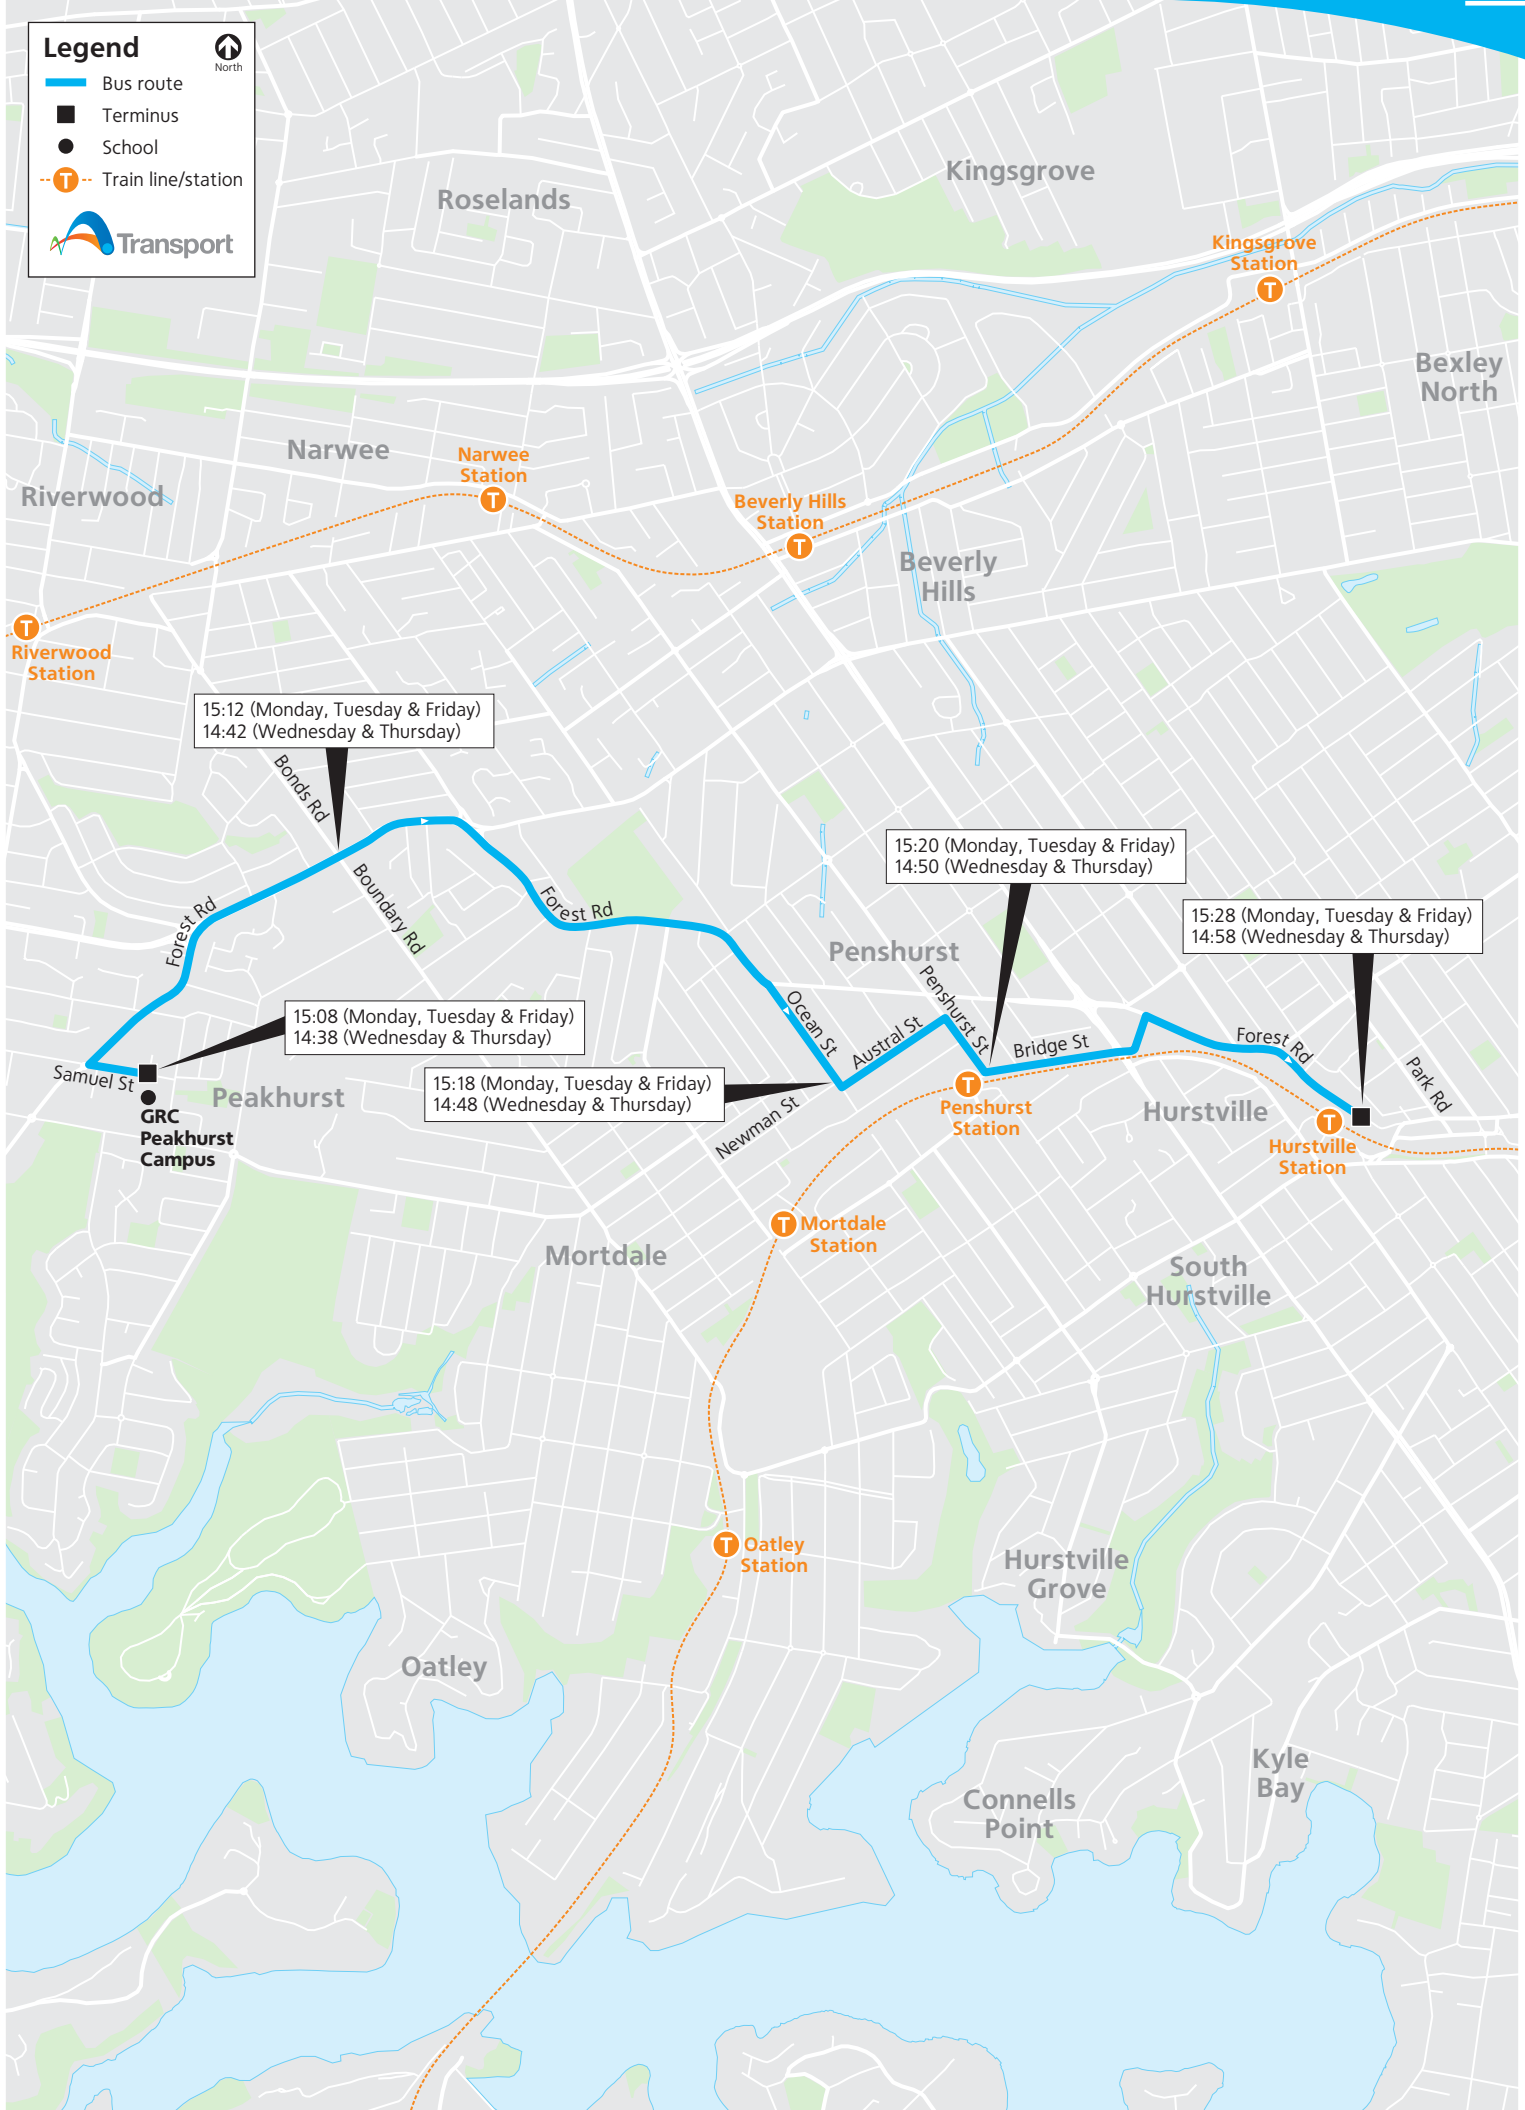 Legend
North
Bus route
Terminus
School
T
Train line/station
Transport
Kingsgrove
Roselands
Kingsgrove
Station
T
Bexley
North
Narwee
Narwee
Station
T
Riverwood
Beverly Hills
Station
T
Beverly
Hills
T
Riverwood
Station
15:12 (Monday, Tuesday & Friday)
14:42 (Wednesday & Thursday)
Bonds Rd
15:20 (Monday, Tuesday & Friday)
14:50 (Wednesday & Thursday)
Boundary Rd
Forest Rd
Forest Rd
15:28 (Monday, Tuesday & Friday)
14:58 (Wednesday & Thursday)
Penshurst
Penshurst St
Ocean St
Austral St
Bridge St
Forest Rd
Park Rd
15:08 (Monday, Tuesday & Friday)
14:38 (Wednesday & Thursday)
Samuel St
Peakhurst
15:18 (Monday, Tuesday & Friday)
14:48 (Wednesday & Thursday)
Newman St
T
Penshurst
Station
Hurstville
T
Hurstville
Station
GRC
Peakhurst
Campus
T
Mortdale
Station
Mortdale
South
Hurstville
T
Oatley
Station
Hurstville
Grove
Oatley
Kyle
Bay
Connells
Point